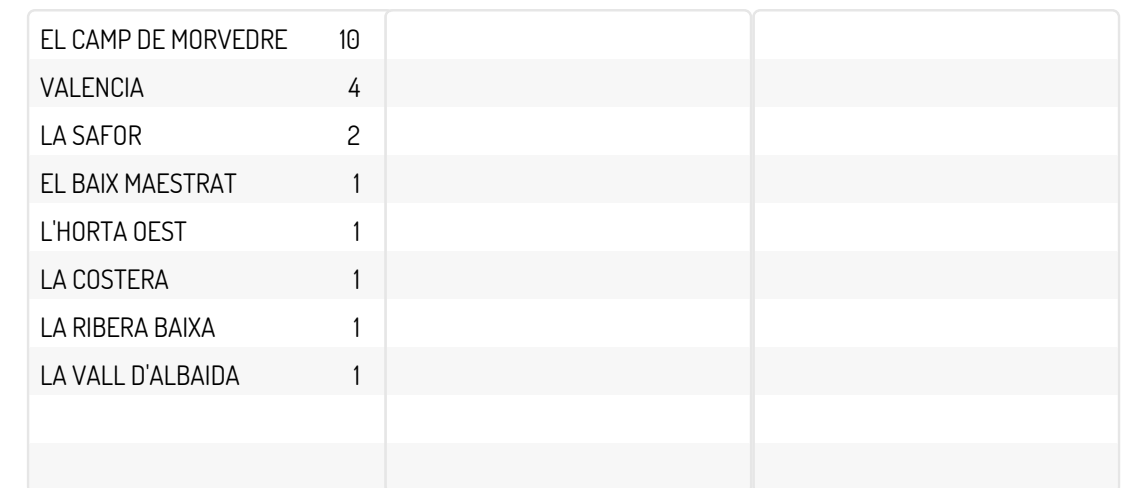 EL CAMP DE MORVEDRE 10
VALENCIA 4
LA SAFOR 2
EL BAIX MAESTRAT 1
L'HORTA OEST 1
LA COSTERA 1
LA RIBERA BAIXA 1
LA VALL D'ALBAIDA 1